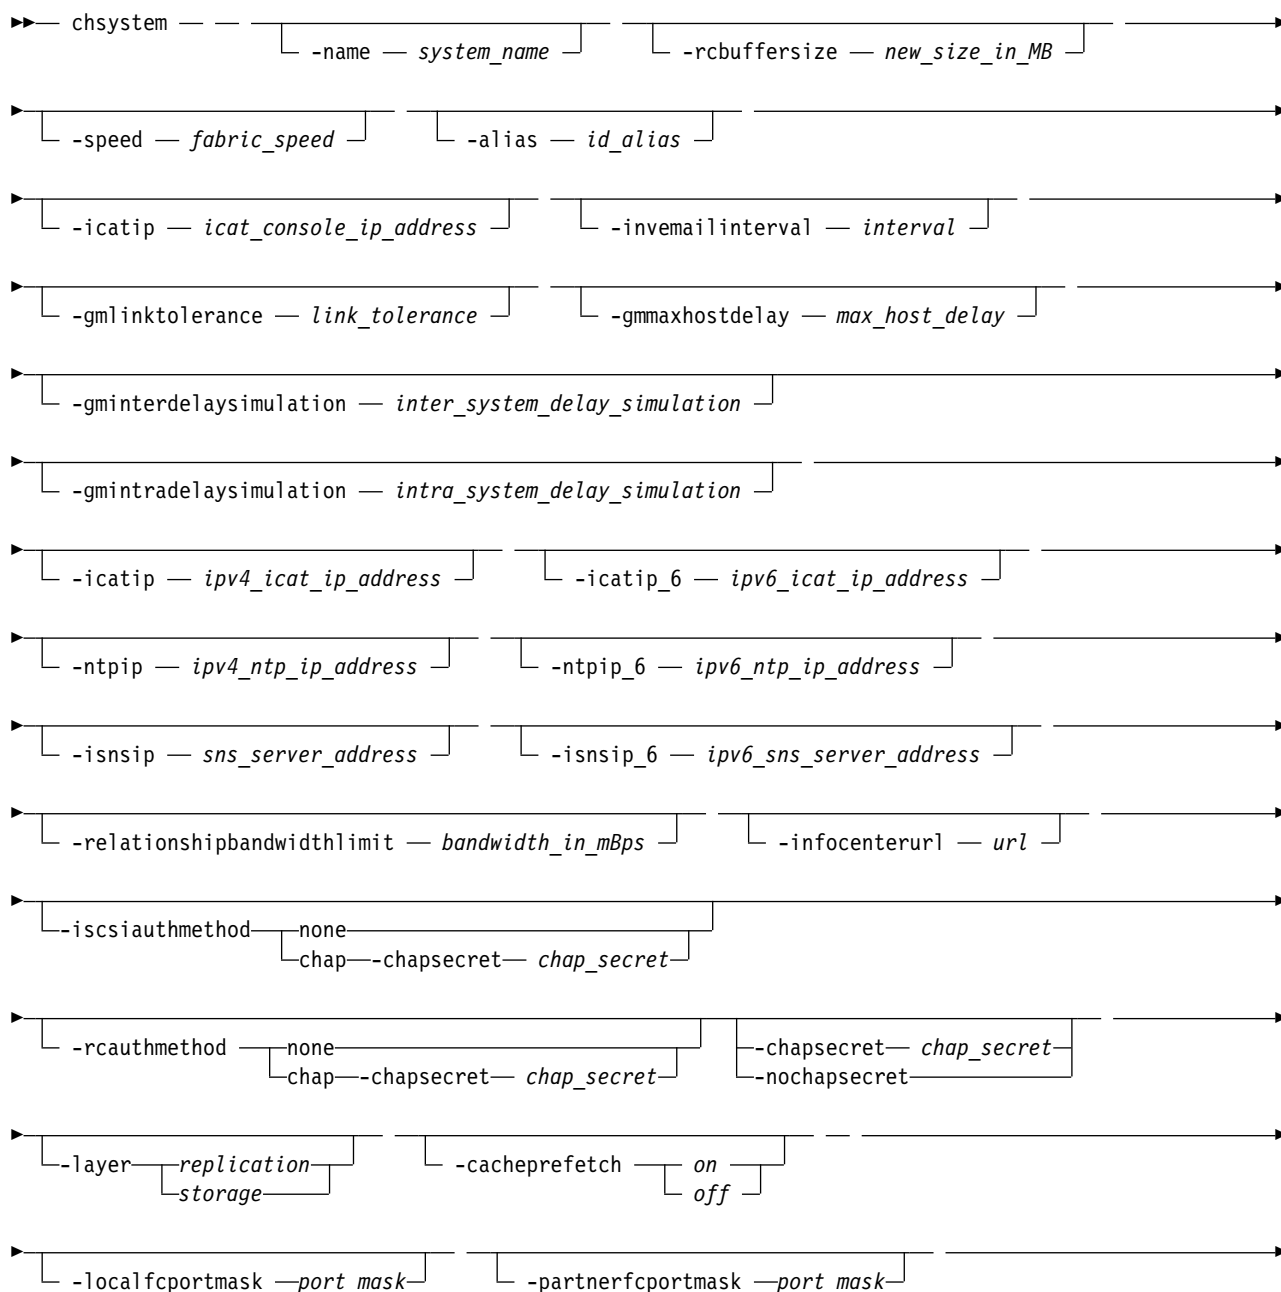 chsystem
-name system_name -rcbuffersize new_size_in_MB
-speed fabric_speed -alias id_alias
-icatip icat_console_ip_address -invemailinterval interval
-gmlinktolerance link_tolerance -gmmaxhostdelay max_host_delay
-gminterdelaysimulation inter_system_delay_simulation
-gmintradelaysimulation intra_system_delay_simulation
-icatip ipv4_icat_ip_address -icatip_6 ipv6_icat_ip_address
-ntpip ipv4_ntp_ip_address -ntpip_6 ipv6_ntp_ip_address
-isnsip sns_server_address -isnsip_6 ipv6_sns_server_address
-relationshipbandwidthlimit bandwidth_in_mBps -infocenterurl url
-iscsiauthmethod none
chap -chapsecret chap_secret
-rcauthmethod none -chapsecret chap_secret
chap -chapsecret chap_secret -nochapsecret
-layer replication -cacheprefetch on
storage off
-localfcportmask port mask -partnerfcportmask port mask